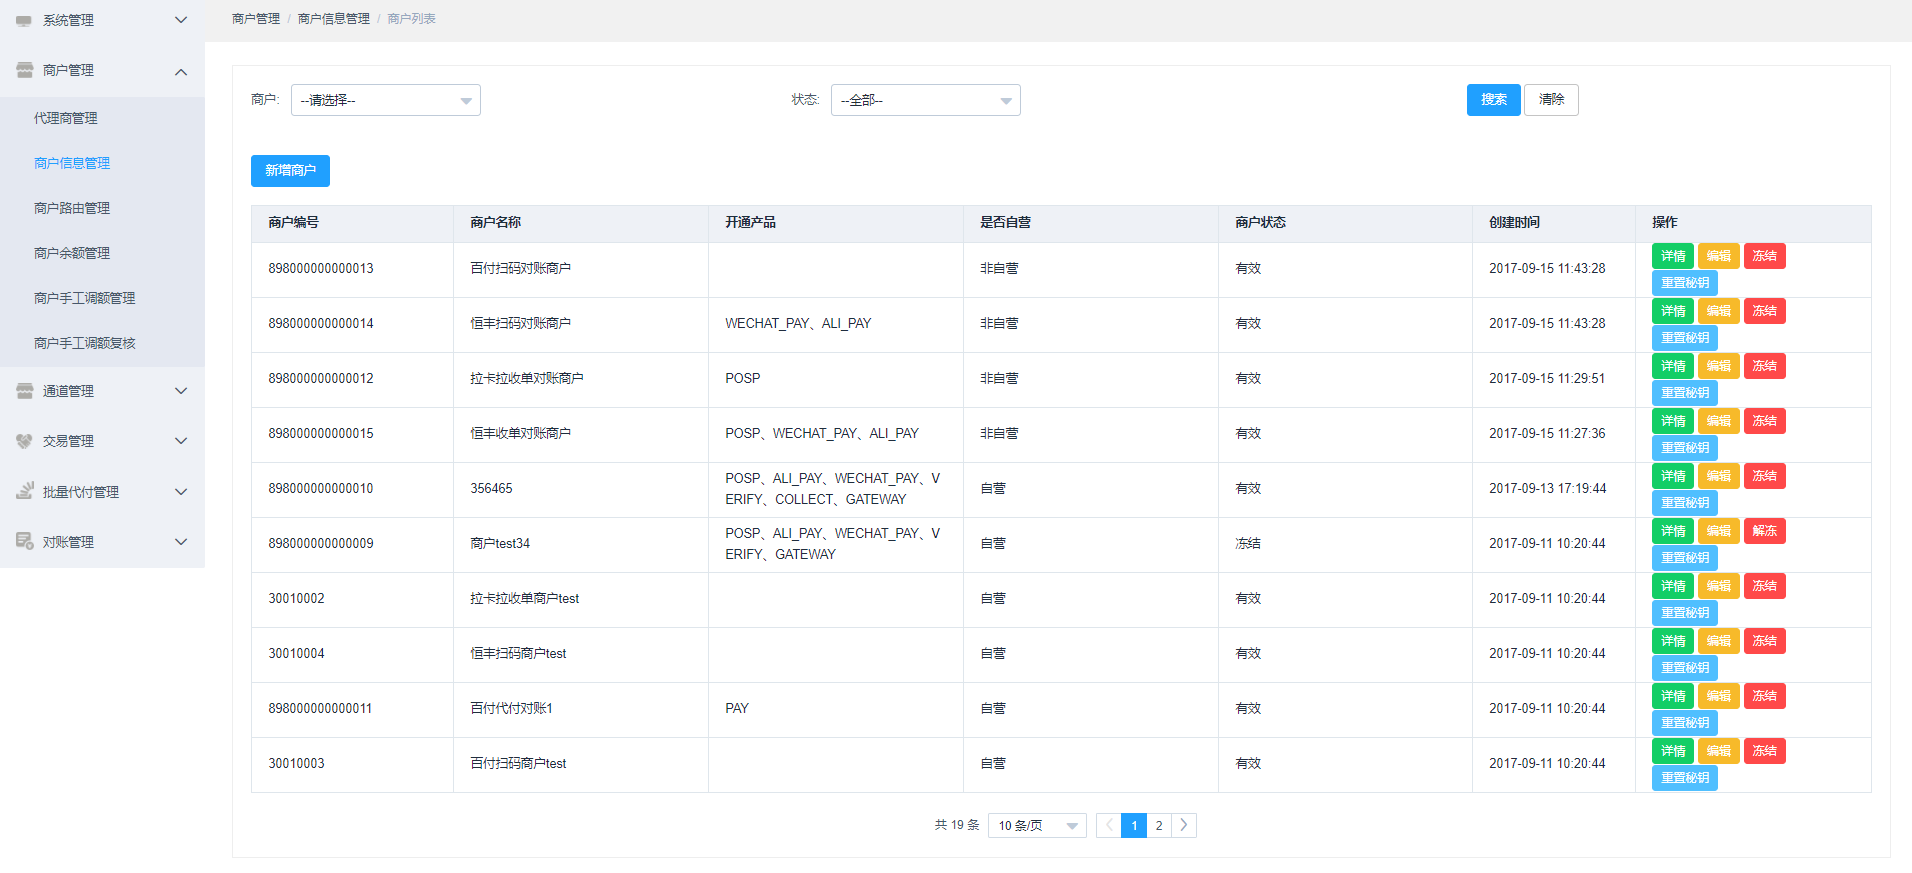 系统管理
商户管理
代理商管理
商户信息管理
商户路由管理
商户余额管理
商户手工调额管理
商户手工调额复核
通道管理
交易管理
批量代付管理
对账管理
商户管理 / 商户信息管理 / 商户列表
商户: --请选择-- 状态: --全部-- 搜索 清除
新增商户
商户编号 商户名称 开通产品 是否自营 商户状态 创建时间 操作
898000000000013 百付扫码对账商户 非自营 有效 2017-09-15 11:43:28 详情 编辑 冻结
重置秘钥
898000000000014 恒丰扫码对账商户 WECHAT_PAY、ALI_PAY 非自营 有效 2017-09-15 11:43:28 详情 编辑 冻结
重置秘钥
898000000000012 拉卡拉收单对账商户 POSP 非自营 有效 2017-09-15 11:29:51 详情 编辑 冻结
重置秘钥
898000000000015 恒丰收单对账商户 POSP、WECHAT_PAY、ALI_PAY 非自营 有效 2017-09-15 11:27:36 详情 编辑 冻结
重置秘钥
898000000000010 356465 POSP、ALI_PAY、WECHAT_PAY、V
ERIFY、COLLECT、GATEWAY 自营 有效 2017-09-13 17:19:44 详情 编辑 冻结
重置秘钥
898000000000009 商户test34 POSP、ALI_PAY、WECHAT_PAY、V
ERIFY、GATEWAY 自营 冻结 2017-09-11 10:20:44 详情 编辑 解冻
重置秘钥
30010002 拉卡拉收单商户test 自营 有效 2017-09-11 10:20:44 详情 编辑 冻结
重置秘钥
30010004 恒丰扫码商户test 自营 有效 2017-09-11 10:20:44 详情 编辑 冻结
重置秘钥
898000000000011 百付代付对账1 PAY 自营 有效 2017-09-11 10:20:44 详情 编辑 冻结
重置秘钥
30010003 百付扫码商户test 自营 有效 2017-09-11 10:20:44 详情 编辑 冻结
重置秘钥
共 19 条 10 条/页 1 2